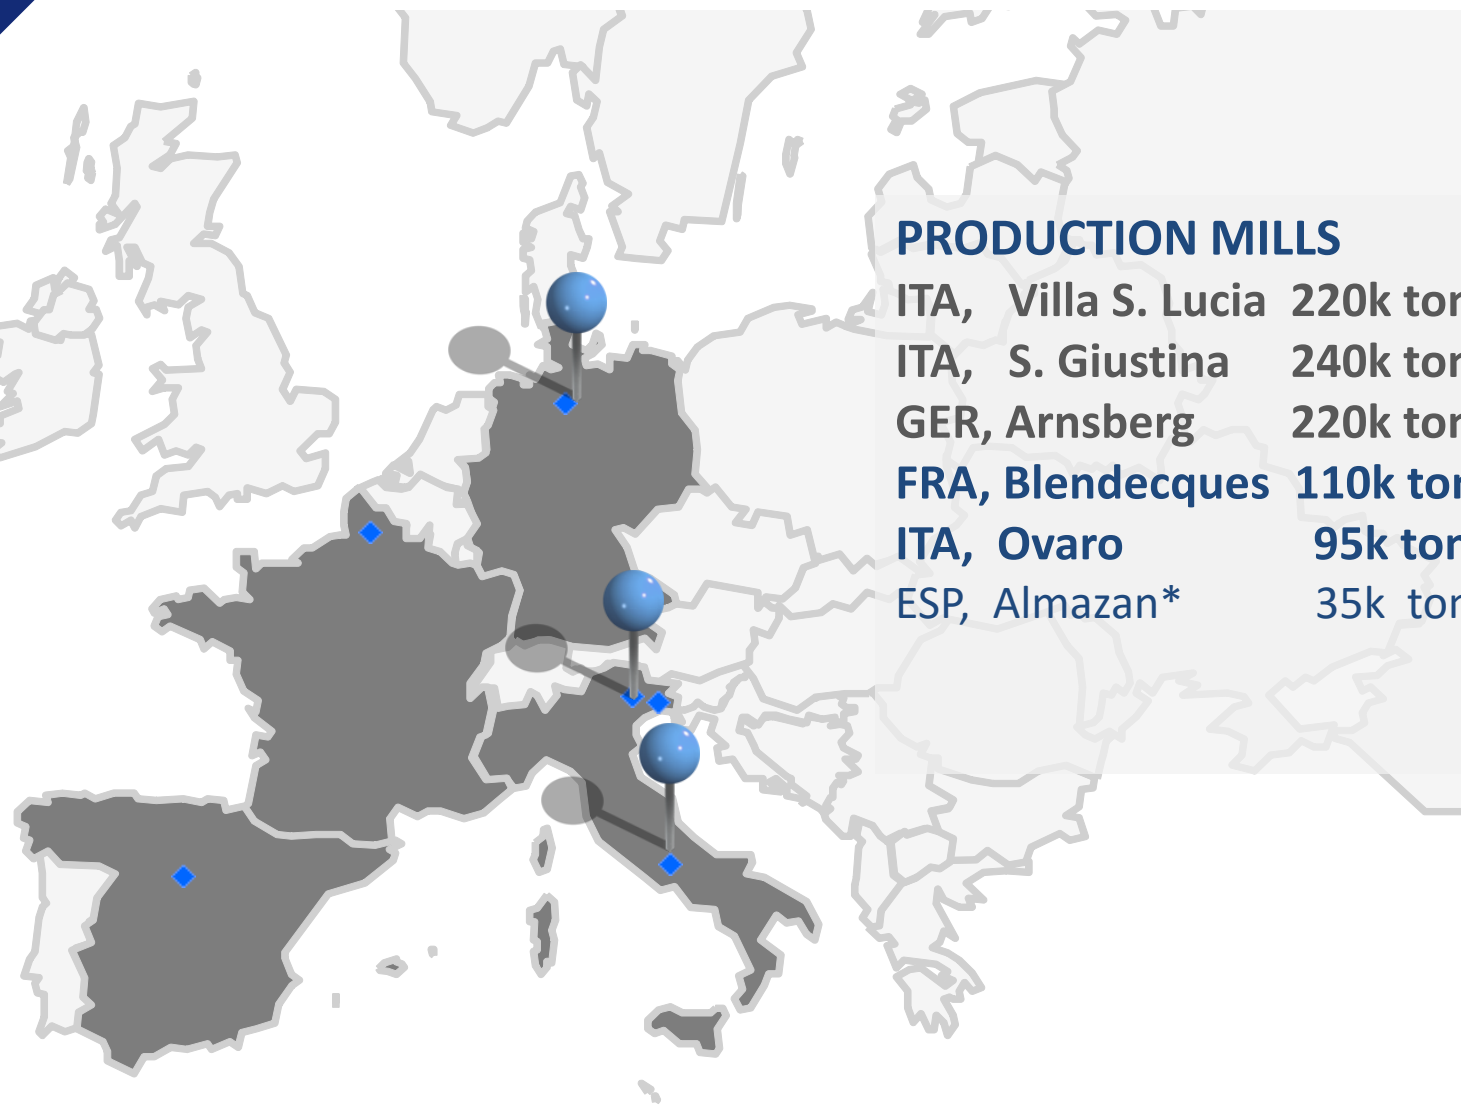 PRODUCTION MILLS
ITA, Villa S. Lucia 220k
ITA, S. Giustina 240k
GER, Arnsberg 220k
FRA, Blendecques 110k
ITA, Ovaro 95k
ESP, Almazan* 35k